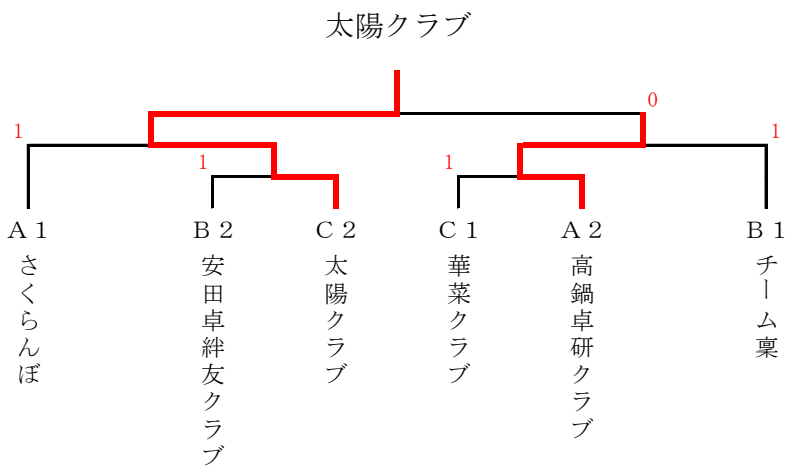 太陽クラブ
0
1
1
1
1
A1
B2
C2
C1
A2
B1
さくらんぼ
安田卓絆友クラブ
太陽クラブ
華菜クラブ
高鍋卓研クラブ
チーム稟